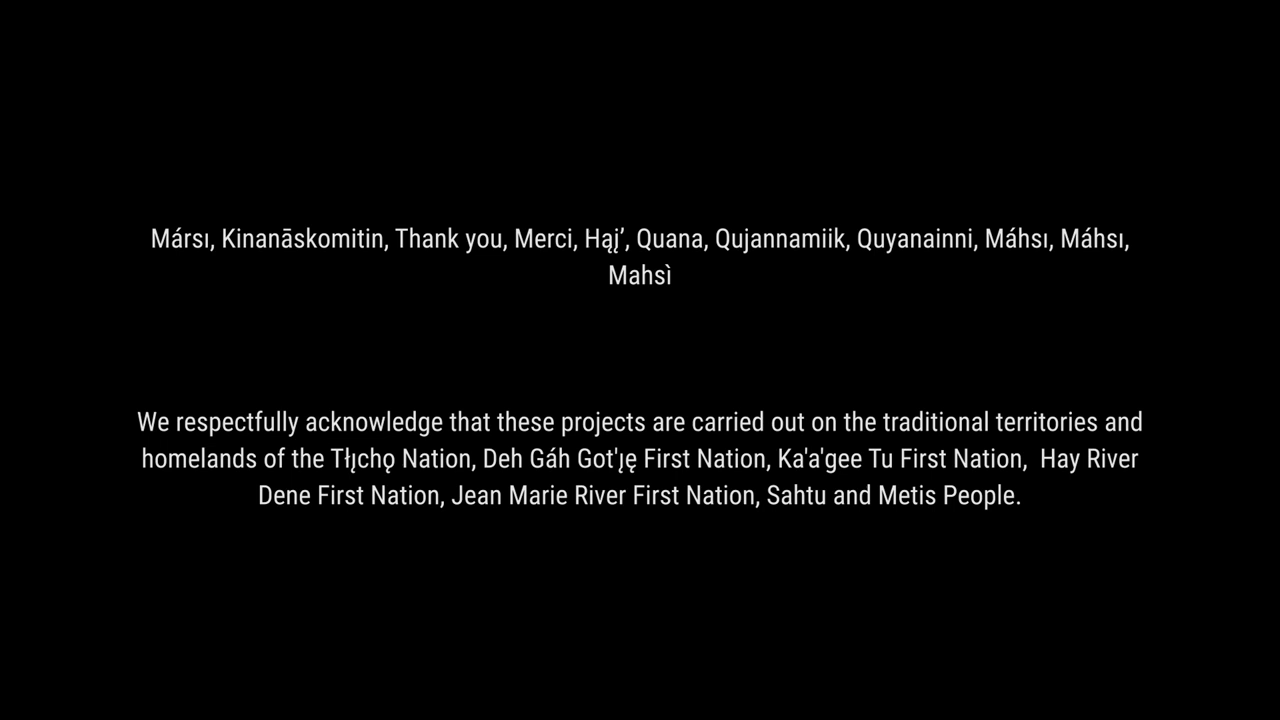 Mársı, Kinanāskomitin, Thank you, Merci, Hąį’, Quana, Qujannamiik, Quyanainni, Máhsı, Máhsı,
Mahsì
We respectfully acknowledge that these projects are carried out on the traditional territories and
homelands of the Tłįchǫ Nation, Deh Gáh Got'įę First Nation, Ka'a'gee Tu First Nation,  Hay River
Dene First Nation, Jean Marie River First Nation, Sahtu and Metis People.